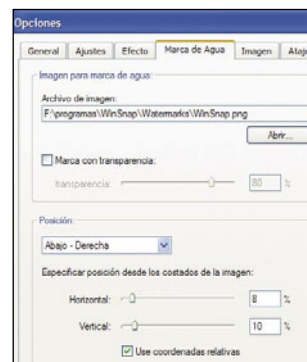 Opciones
General Ajustes Efecto Marca de Agua Imagen Ataj
Imagen para marca de agua:
Archivo de imagen:
F:\programas\WinSnap\Watermarks\WinSnap.png
Abrir...
Marca con transparencia:
transparencia: 80 %
Posición:
Abajo - Derecha
Especificar posición desde los costados de la imagen:
Horizontal: 8 %
Vertical: 10 %
Use coordenadas relativas